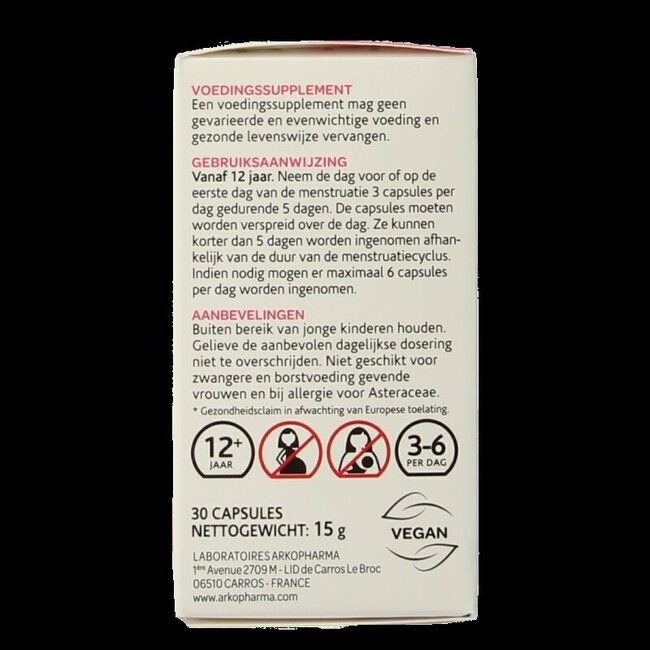 VOEDINGSSUPPLEMENT
Een voedingssupplement mag geen
gevarieerde en evenwichtige voeding en
gezonde levenswijze vervangen.
GEBRUIKSAANWIJZING
Vanaf 12 jaar. Neem de dag voor of op de
eerste dag van de menstruatie 3 capsules per
dag gedurende 5 dagen. De capsules moeten
worden verspreid over de dag. Ze kunnen
korter dan 5 dagen worden ingenomen afhan-
kelijk van de duur van de menstruatiecyclus.
Indien nodig mogen er maximaal 6 capsules
per dag worden ingenomen.
AANBEVELINGEN
Buiten bereik van jonge kinderen houden.
Gelieve de aanbevolen dagelijkse dosering
niet te overschrijden. Niet geschikt voor
zwangere en borstvoeding gevende
vrouwen en bij allergie voor Asteraceae.
* Gezondheidsclaim in afwachting van Europese toelating.
12+
JAAR
3-6
PER DAG
30 CAPSULES
NETTOGEWICHT: 15 g
VEGAN
LABORATOIRES ARKOPHARMA
1ère Avenue 2709 M - LID de Carros Le Broc
06510 CARROS - FRANCE
www.arkopharma.com